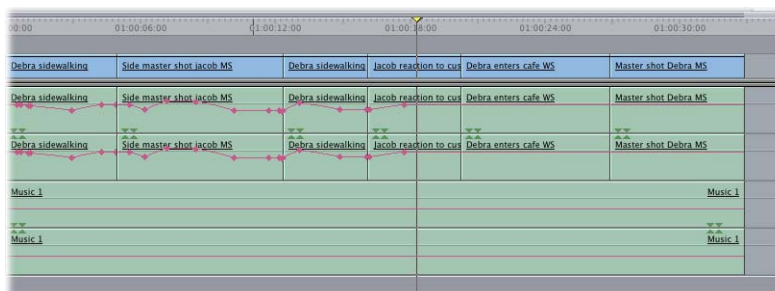 00:00 01:00:06:00 01:00:12:00 01:00:18:00 01:00:24:00 01:00:30:00
Debra sidewalking Side master shot jacob MS Debra sidewalking Jacob reaction to cus Debra enters cafe WS Master shot Debra MS
Debra sidewalking Side master shot jacob MS Debra sidewalking Jacob reaction to cus Debra enters cafe WS Master shot Debra MS
Debra sidewalking Side master shot jacob MS Debra sidewalking Jacob reaction to cus Debra enters cafe WS Master shot Debra MS
Music 1 Music 1
Music 1 Music 1